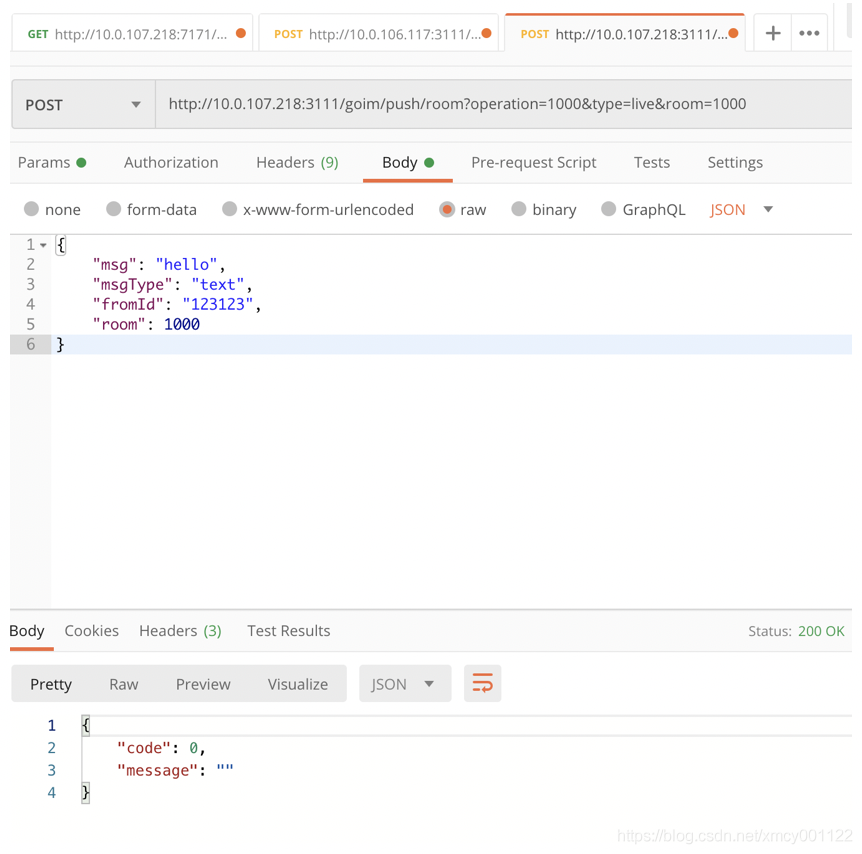 GET http://10.0.107.218:7171/... POST http://10.0.106.117:3111/... POST http://10.0.107.218:3111/... + •••
POST http://10.0.107.218:3111/goim/push/room?operation=1000&type=live&room=1000
Params Authorization Headers (9) Body Pre-request Script Tests Settings
none form-data x-www-form-urlencoded raw binary GraphQL JSON
1 {
2 "msg": "hello",
3 "msgType": "text",
4 "fromId": "123123",
5 "room": 1000
6 }
Body Cookies Headers (3) Test Results Status: 200 OK
Pretty Raw Preview Visualize JSON
1 {
2 "code": 0,
3 "message": ""
4 }
https://blog.csdn.net/xmcy001122